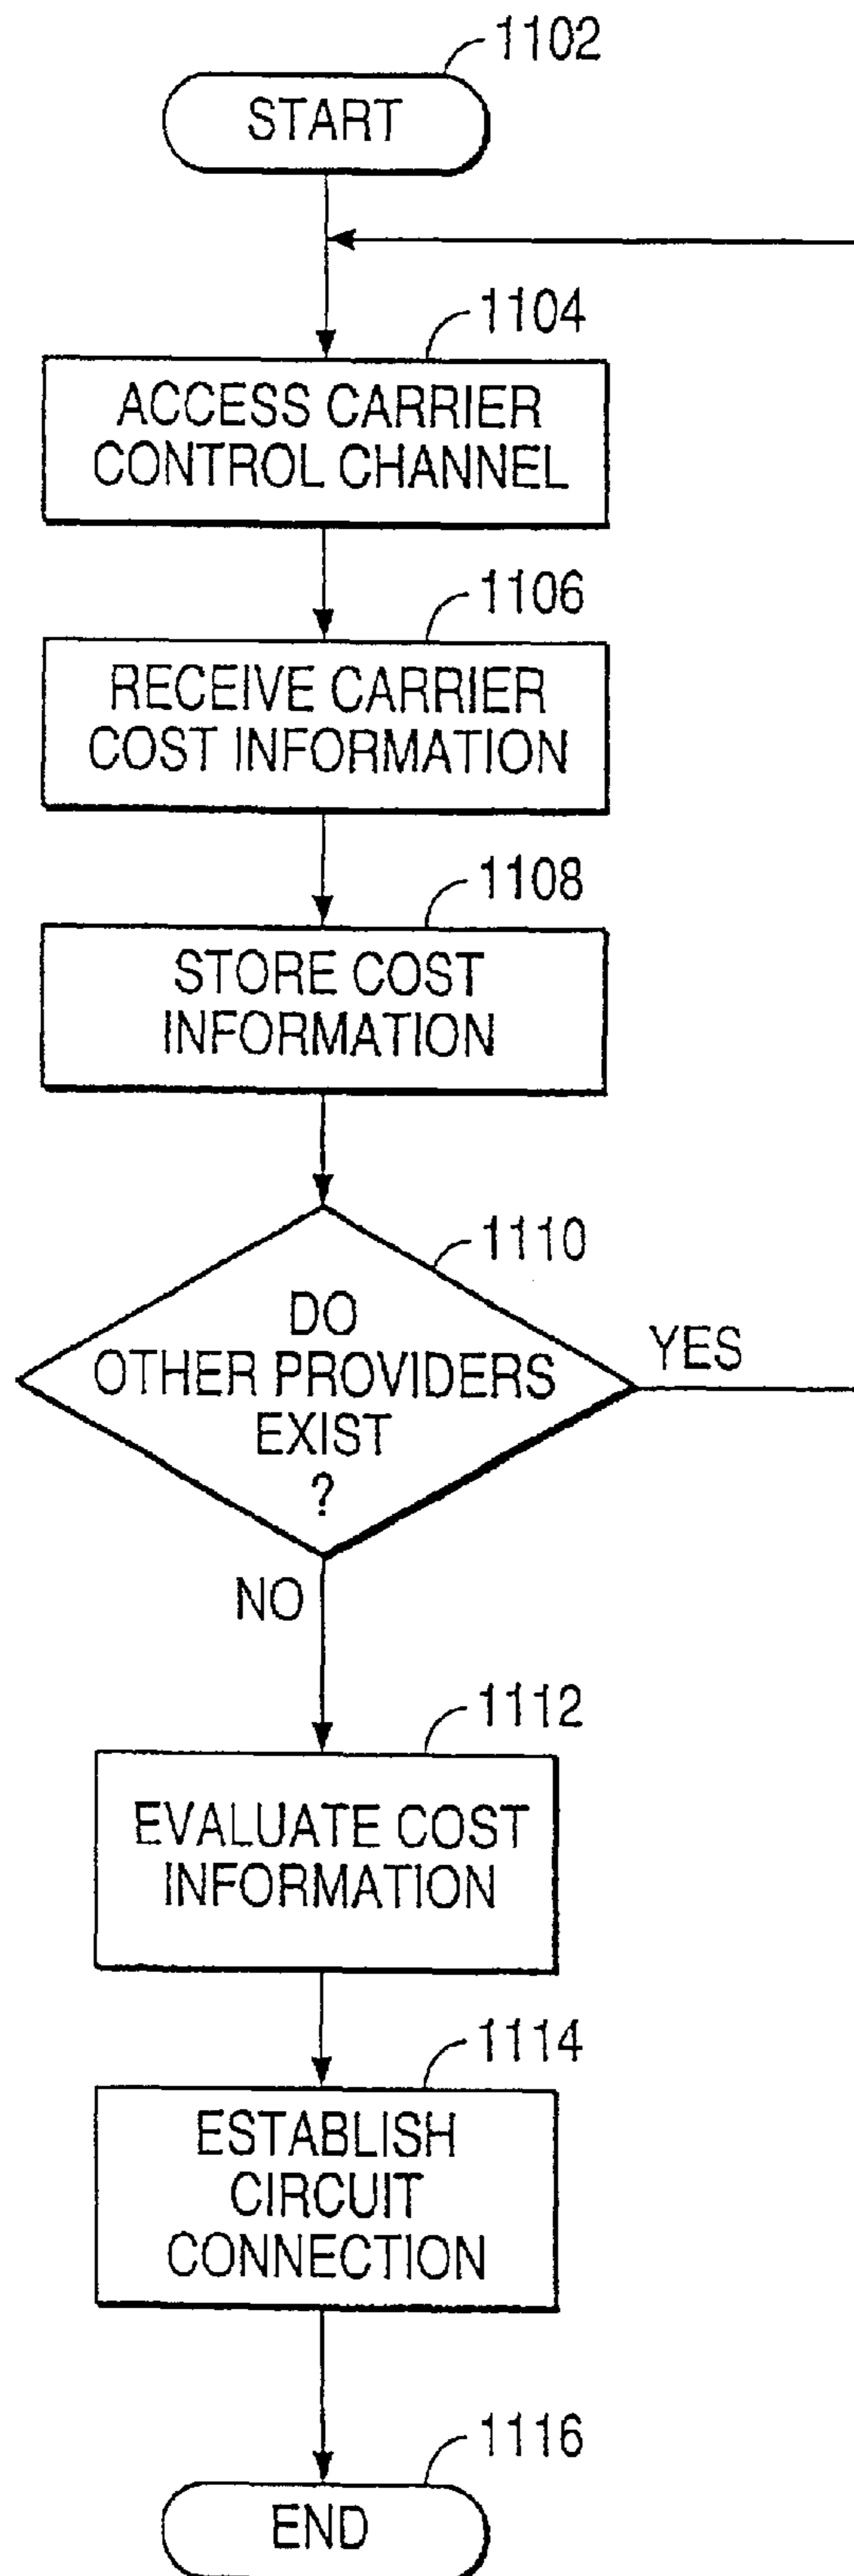 1102
START
1104
ACCESS CARRIER
CONTROL CHANNEL
1106
RECEIVE CARRIER
COST INFORMATION
1108
STORE COST
INFORMATION
1110
DO
OTHER PROVIDERS
EXIST
?
YES
NO
1112
EVALUATE COST
INFORMATION
1114
ESTABLISH
CIRCUIT
CONNECTION
1116
END